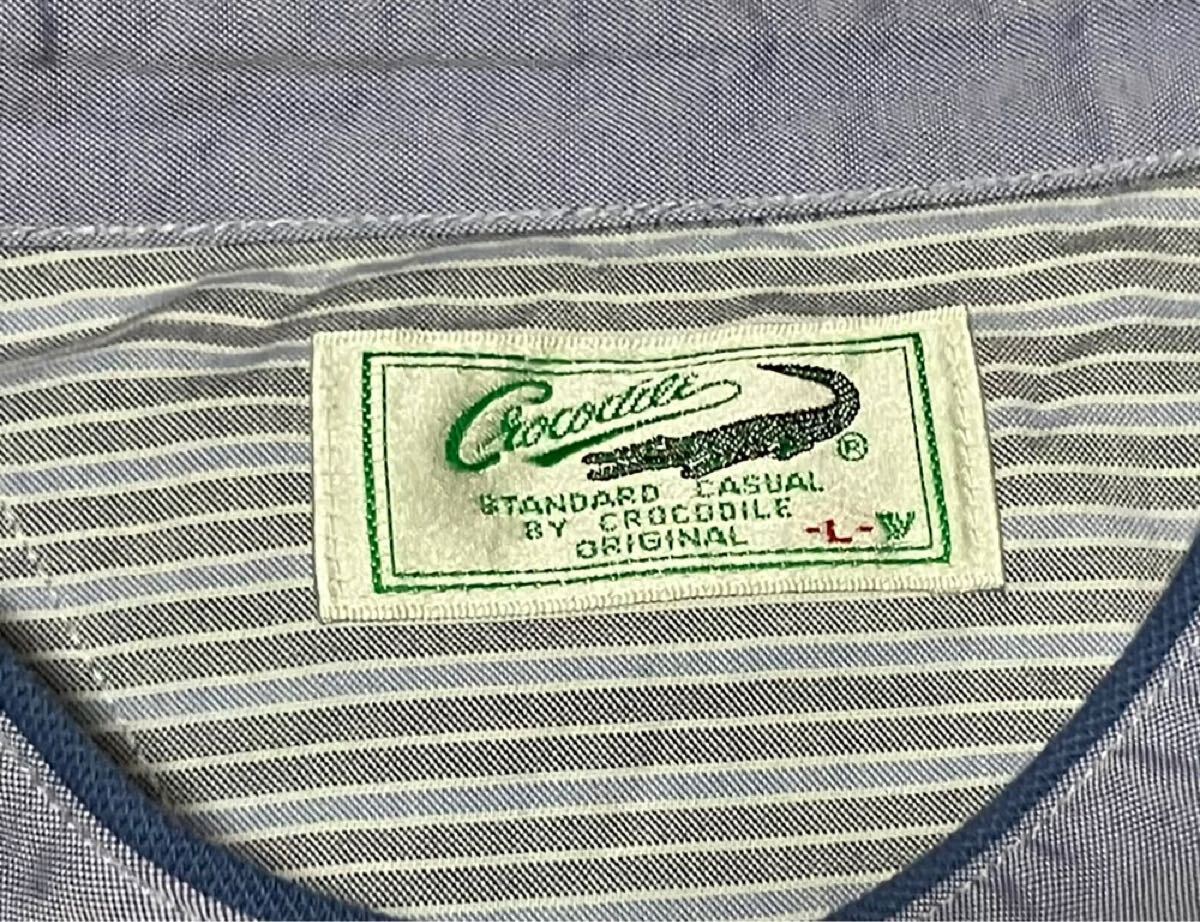 Crocodile
®
STANDARD CASUAL
BY CROCODILE
ORIGINAL
-L-W